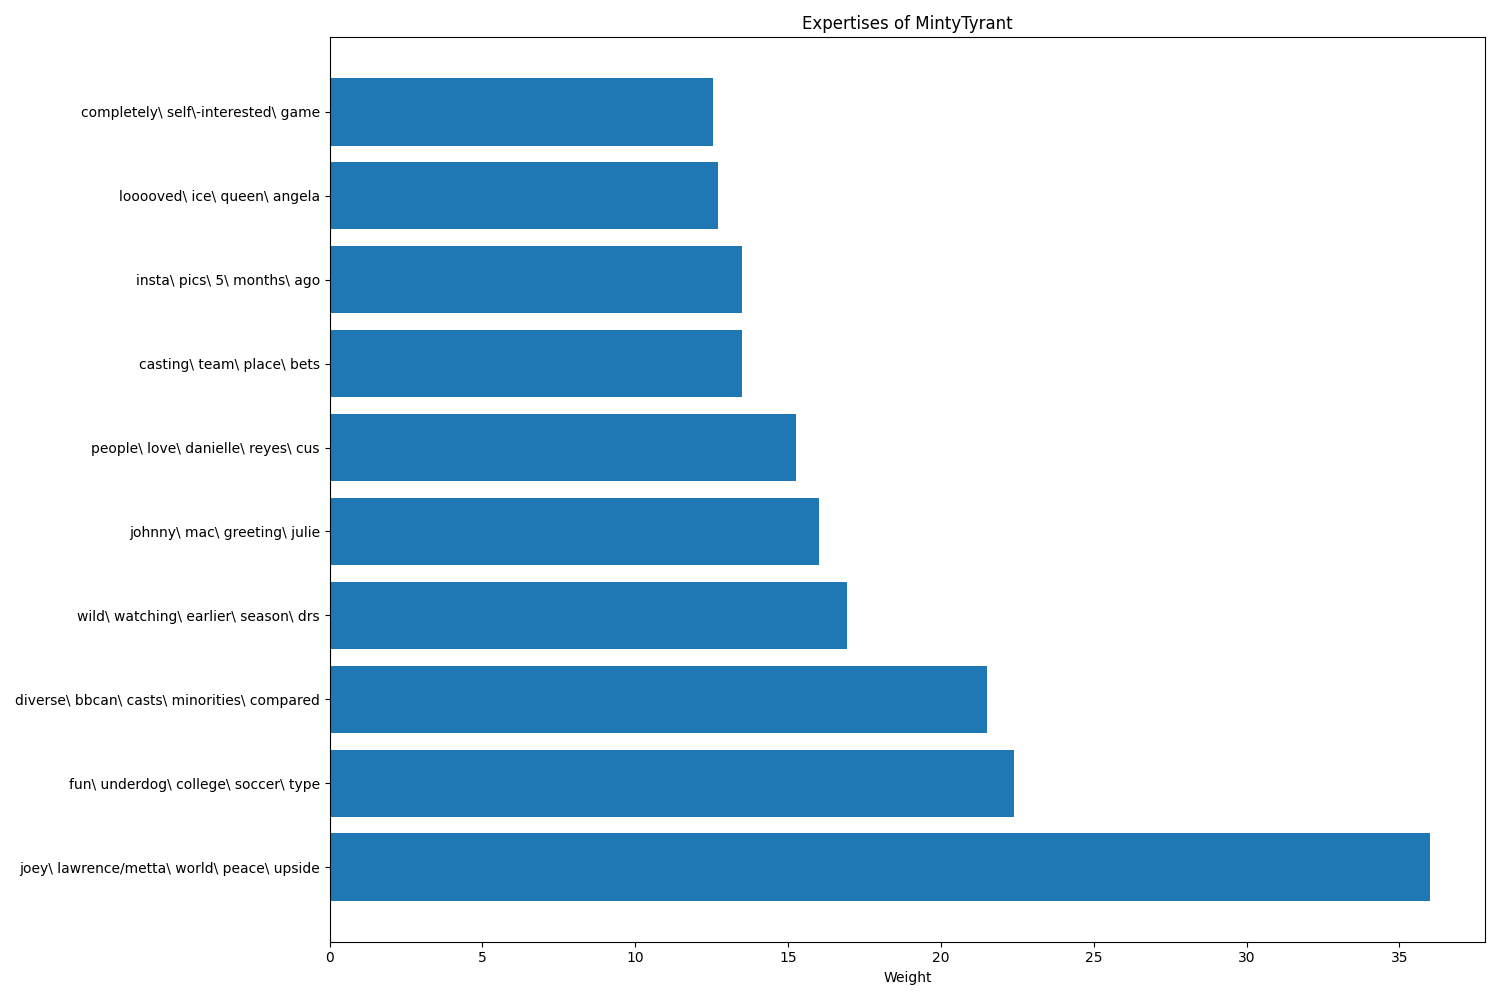 Expertises of MintyTyrant
completely\ self\-interested\ game
looooved\ ice\ queen\ angela
insta\ pics\ 5\ months\ ago
casting\ team\ place\ bets
people\ love\ danielle\ reyes\ cus
johnny\ mac\ greeting\ julie
wild\ watching\ earlier\ season\ drs
diverse\ bbcan\ casts\ minorities\ compared
fun\ underdog\ college\ soccer\ type
joey\ lawrence/metta\ world\ peace\ upside
0 5 10 15 20 25 30 35
Weight